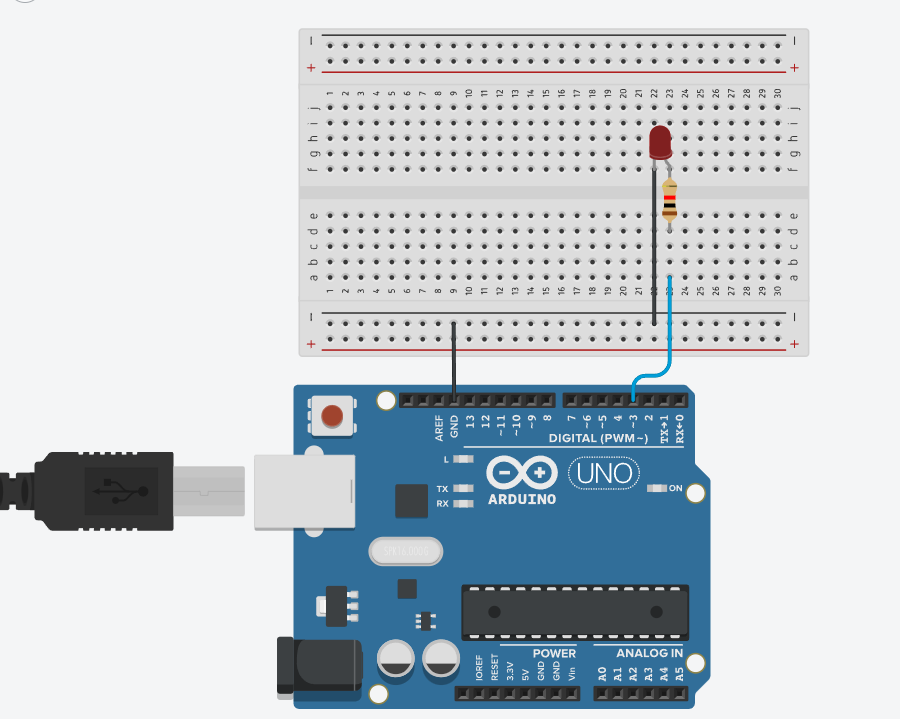 − −
+ +
1 2 3 4 5 6 7 8 9 10 11 12 13 14 15 16 17 18 19 20 21 22 23 24 25 26 27 28 29 30
j j
i i
h h
g g
f f
e e
d d
c c
b b
a a
1 2 3 4 5 6 7 8 9 10 11 12 13 14 15 16 17 18 19 20 21 24 25 26 27 28 29 30
− −
+ +
AREF GND 13 12 ~11 ~10 ~9 8 7 ~6 ~5 4 ~3 2 TX→1 RX←0
DIGITAL (PWM~)
L
TX
RX
ARDUINO
UNO
ON
POWER ANALOG IN
IOREF RESET 3.3V 5V GND GND Vin A0 A1 A2 A3 A4 A5